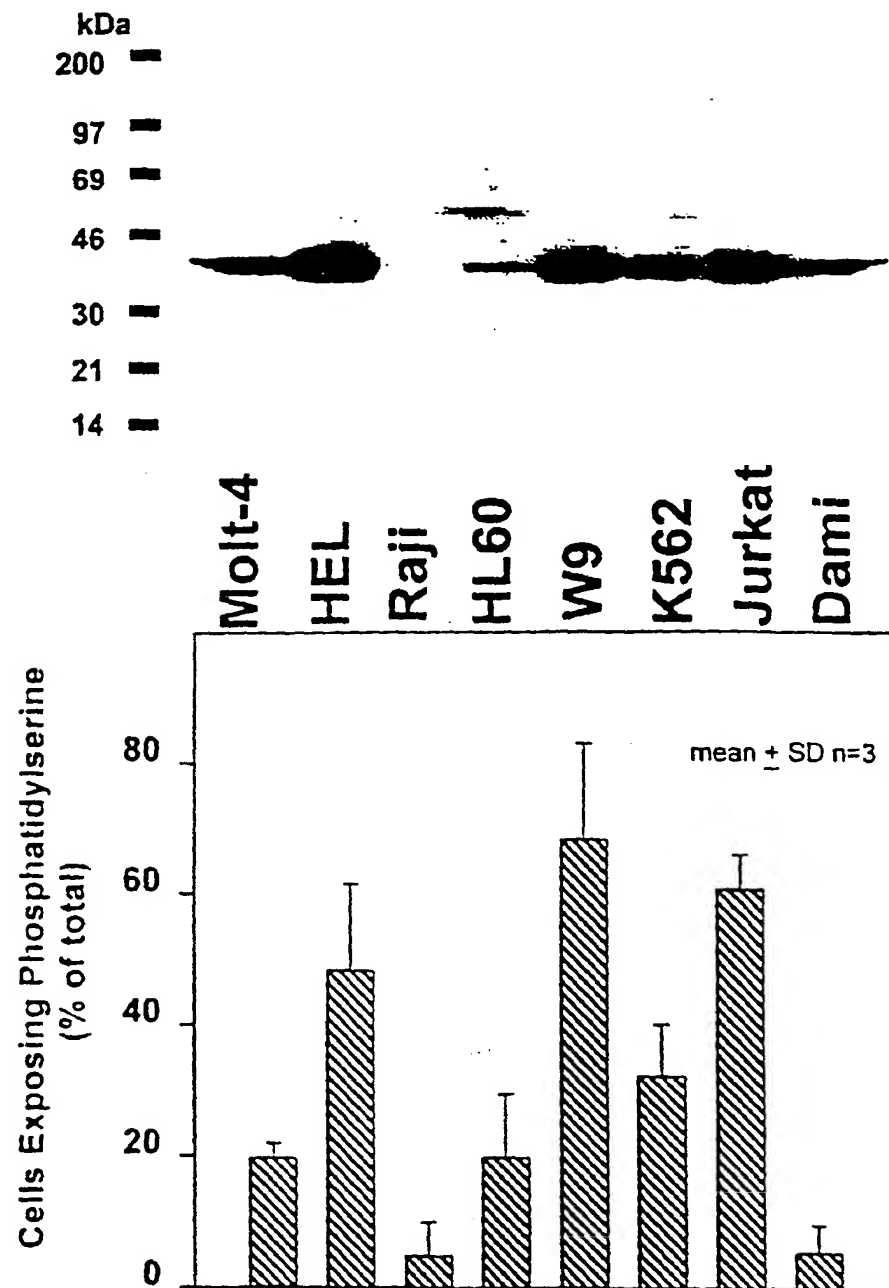 kDa
200
97
69
46
30
21
14
Molt-4
HEL
Raji
HL60
W9
K562
Jurkat
Dami
Cells Exposing Phosphatidylserine
(% of total)
80
60
40
20
0
mean ± SD n=3